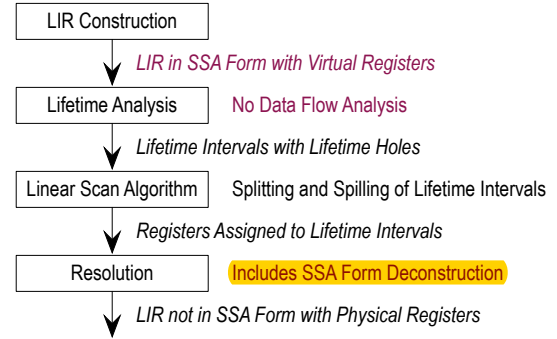 LIR Construction
LIR in SSA Form with Virtual Registers
Lifetime Analysis No Data Flow Analysis
Lifetime Intervals with Lifetime Holes
Linear Scan Algorithm Splitting and Spilling of Lifetime Intervals
Registers Assigned to Lifetime Intervals
Resolution Includes SSA Form Deconstruction
LIR not in SSA Form with Physical Registers